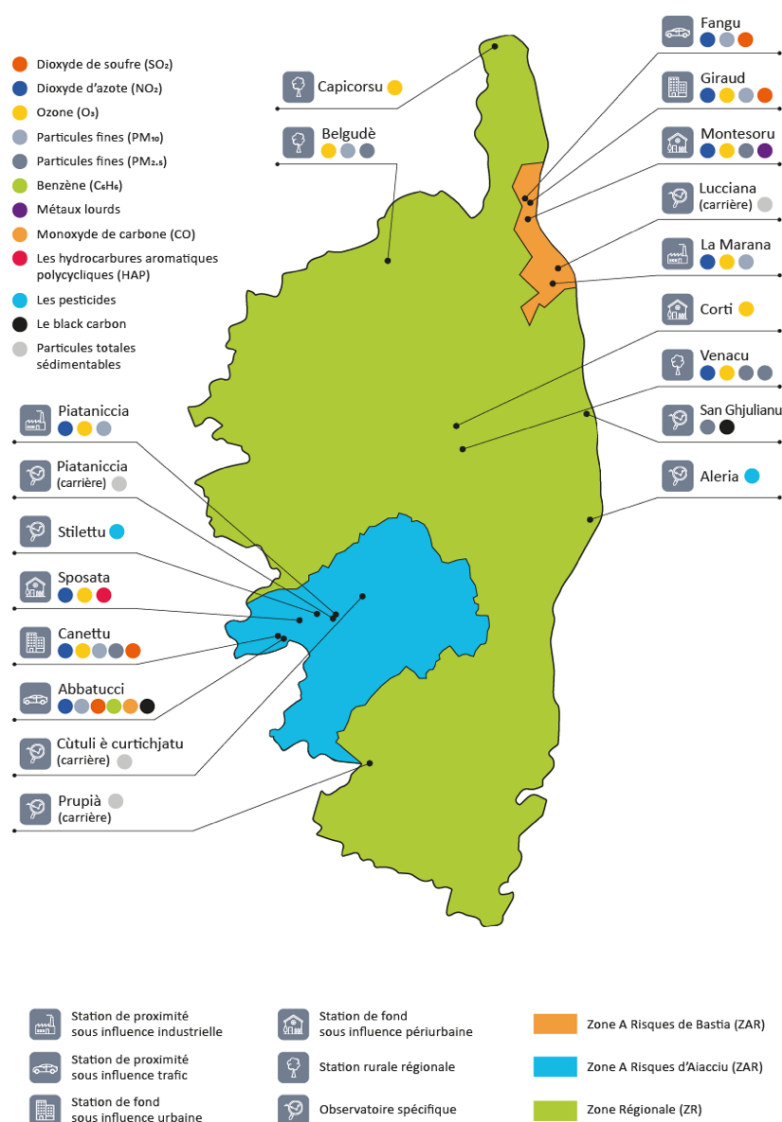 Dioxyde de soufre (SO₂)
Dioxyde d'azote (NO₂)
Ozone (O₃)
Particules fines (PM₁₀)
Particules fines (PM₂.₅)
Benzène (C₆H₆)
Métaux lourds
Monoxyde de carbone (CO)
Les hydrocarbures aromatiques
polycycliques (HAP)
Les pesticides
Le black carbon
Particules totales
sédimentables
Capicorsu
Belgudè
Fangu
Giraud
Montesoru
Lucciana
(carrière)
La Marana
Corti
Venacu
San Ghjulianu
Aleria
Piataniccia
Piataniccia
(carrière)
Stilettu
Sposata
Canettu
Abbatucci
Cùtuli è curtichjatu
(carrière)
Prupià
(carrière)
Station de proximité
sous influence industrielle
Station de proximité
sous influence trafic
Station de fond
sous influence urbaine
Station de fond
sous influence périurbaine
Station rurale régionale
Observatoire spécifique
Zone A Risques de Bastia (ZAR)
Zone A Risques d'Aiacciu (ZAR)
Zone Régionale (ZR)